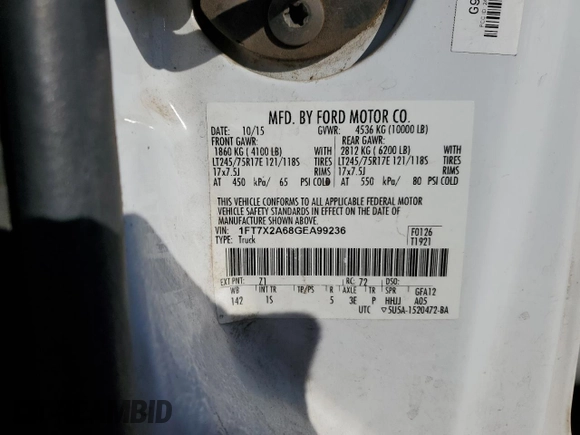 G9
MFD. BY FORD MOTOR CO.
DATE: 10/15 GVWR: 4536 KG (10000 LB)
FRONT GAWR: REAR GAWR:
1860 KG ( 4100 LB) WITH 2812 KG ( 6200 LB) WITH
LT245/75R17E 121/118S TIRES LT245/75R17E 121/118S TIRES
17x7.5J RIMS 17x7.5J RIMS
AT 450 kPa/ 65 PSI COLD AT 550 kPa/ 80 PSI COLD
THIS VEHICLE CONFORMS TO ALL APPLICABLE FEDERAL MOTOR
VEHICLE SAFETY STANDARDS IN EFFECT ON THE DATE OF
MANUFACTURE SHOWN ABOVE.
VIN: 1FT7X2A68GEA99236 F0126
TYPE: Truck T1921
EXT PNT: Z1 RC: 72 DSO:
WB INT TR TP/PS R AXLE TR SPR GFA12
142 1S 5 3E P HHJJ A05
UTC ▽5U5A-1520472-BA